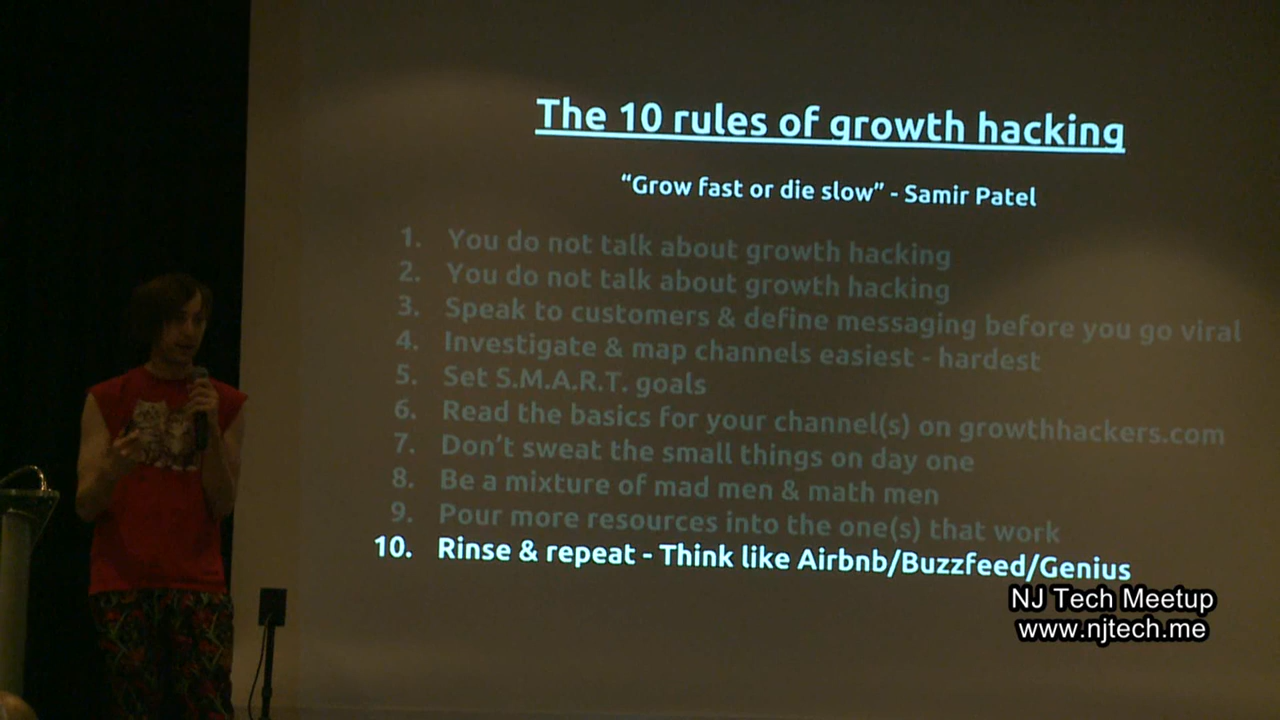 The 10 rules of growth hacking
“Grow fast or die slow” - Samir Patel
1. You do not talk about growth hacking
2. You do not talk about growth hacking
3. Speak to customers & define messaging before you go viral
4. Investigate & map channels easiest - hardest
5. Set S.M.A.R.T. goals
6. Read the basics for your channel(s) on growthhackers.com
7. Don’t sweat the small things on day one
8. Be a mixture of mad men & math men
9. Pour more resources into the one(s) that work
10. Rinse & repeat - Think like Airbnb/Buzzfeed/Genius
NJ Tech Meetup
www.njtech.me